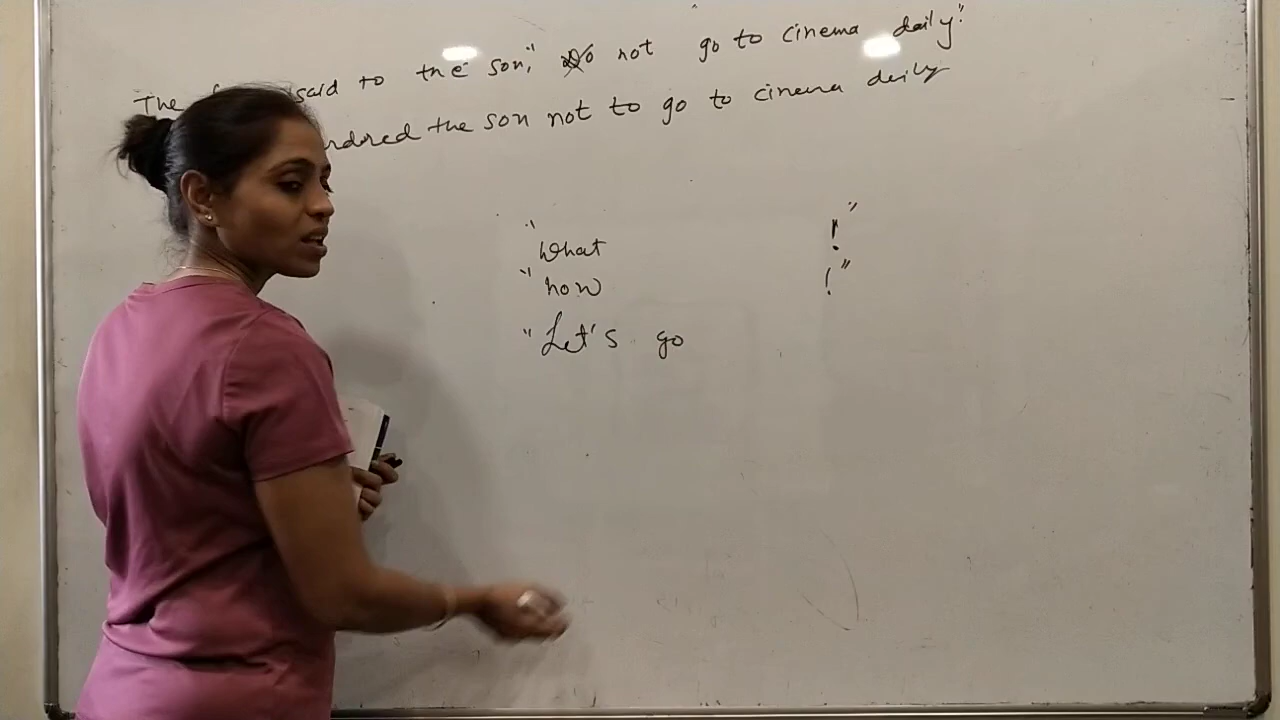 The said to the son," Do not go to cinema daily."
ordered the son not to go to cinema daily
"What !"
"how !"
"Let's go